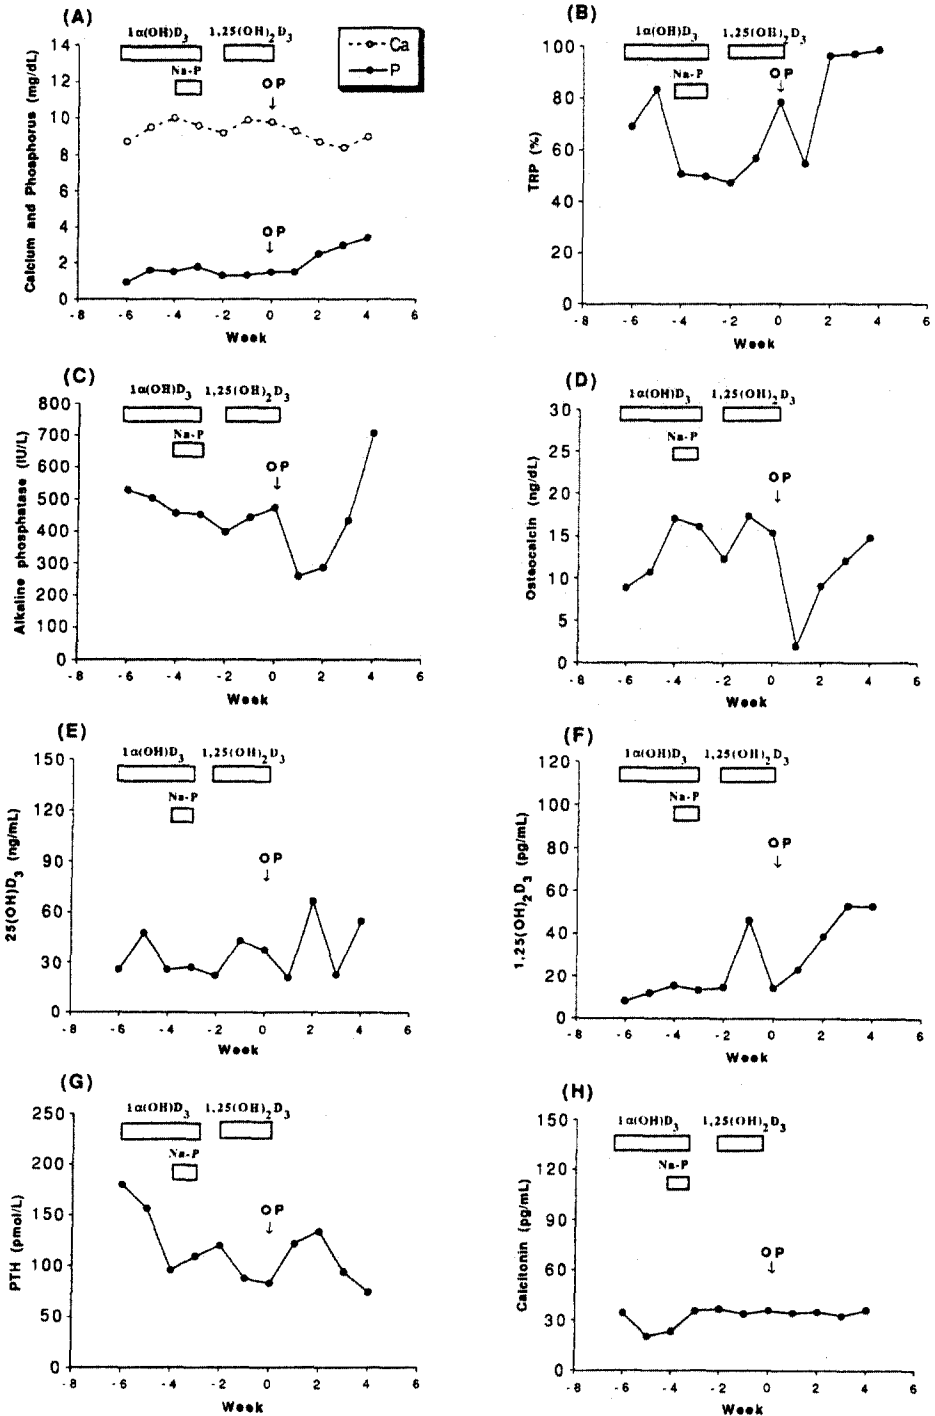 (A)
1α(OH)D3 1,25(OH)2D3
Na-P
Ca
P
OP
↓
OP
↓
Calcium and Phosphorus (mg/dL)
14
12
10
8
6
4
2
0
-8 -6 -4 -2 0 2 4 6
Week
(B)
1α(OH)D3 1,25(OH)2D3
Na-P
OP
↓
TRP (%)
100
80
60
40
20
0
-8 -6 -4 -2 0 2 4 6
Week
(C)
1α(OH)D3 1,25(OH)2D3
Na-P
OP
↓
Alkaline phosphatase (IU/L)
800
700
600
500
400
300
200
100
0
-8 -6 -4 -2 0 2 4 6
Week
(D)
1α(OH)D3 1,25(OH)2D3
Na-P
OP
↓
Osteocalcin (ng/dL)
30
25
20
15
10
5
0
-8 -6 -4 -2 0 2 4 6
Week
(E)
1α(OH)D3 1,25(OH)2D3
Na-P
OP
↓
25(OH)D3 (ng/mL)
150
120
90
60
30
0
-8 -6 -4 -2 0 2 4 6
Week
(F)
1α(OH)D3 1,25(OH)2D3
Na-P
OP
↓
1,25(OH)2D3 (pg/mL)
120
100
80
60
40
20
0
-8 -6 -4 -2 0 2 4 6
Week
(G)
1α(OH)D3 1,25(OH)2D3
Na-P
OP
↓
PTH (pmol/L)
250
200
150
100
50
0
-8 -6 -4 -2 0 2 4 6
Week
(H)
1α(OH)D3 1,25(OH)2D3
Na-P
OP
↓
Calcitonin (pg/mL)
150
120
90
60
30
0
-8 -6 -4 -2 0 2 4 6
Week